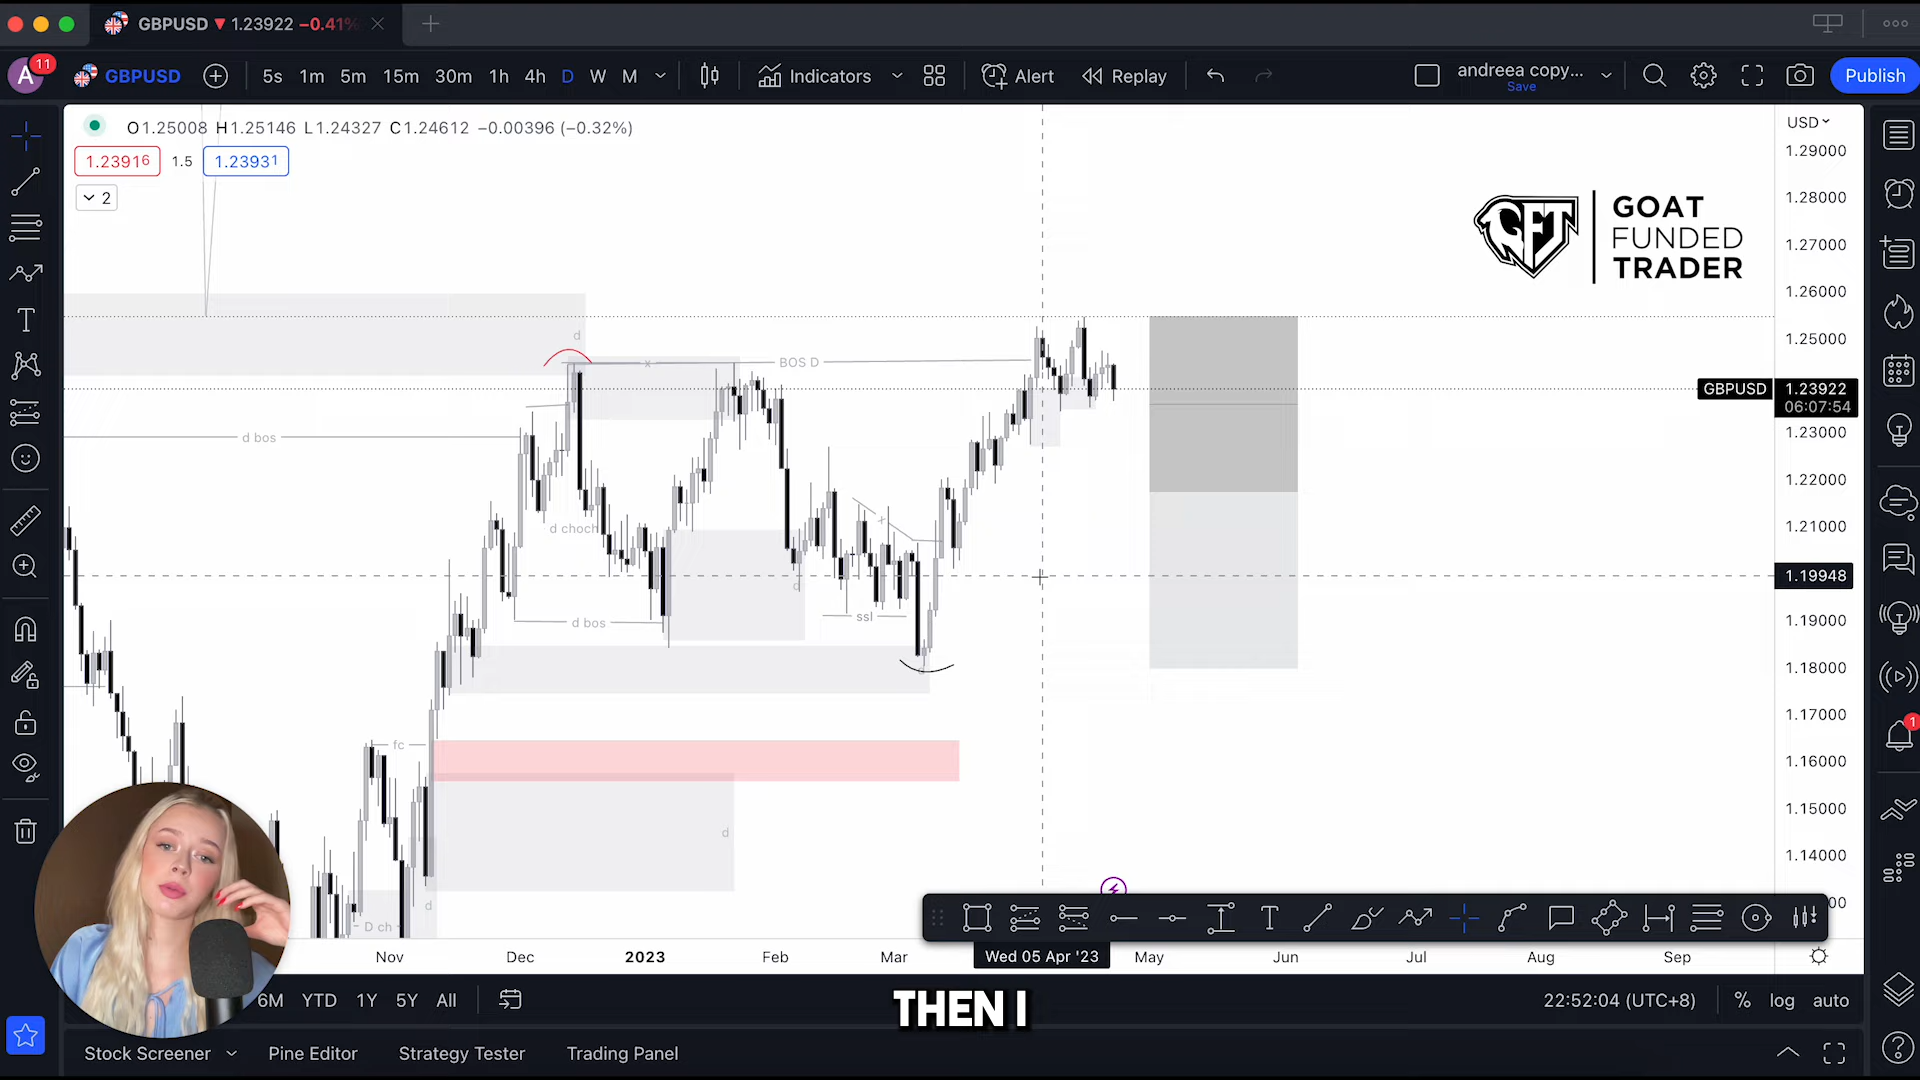 GBPUSD ▼ 1.23922 −0.41%
A 11 GBPUSD 5s 1m 5m 15m 30m 1h 4h D W M Indicators Alert Replay andreea copy... Save Publish
O1.25008 H1.25146 L1.24327 C1.24612 −0.00396 (−0.32%)
1.23916 1.5 1.23931
2
USD
1.29000
1.28000
1.27000
1.26000
1.25000
GBPUSD 1.23922
06:07:54
1.23000
1.22000
1.21000
1.19948
1.19000
1.18000
1.17000
1.16000
1.15000
1.14000
GFT
GOAT
FUNDED
TRADER
d
x
BOS D
d bos
d choch
x
d
d bos
ssl
d
fc
d
d
D ch
Nov Dec 2023 Feb Mar Wed 05 Apr '23 May Jun Jul Aug Sep
6M YTD 1Y 5Y All 22:52:04 (UTC+8) % log auto
THEN I
Stock Screener Pine Editor Strategy Tester Trading Panel
1